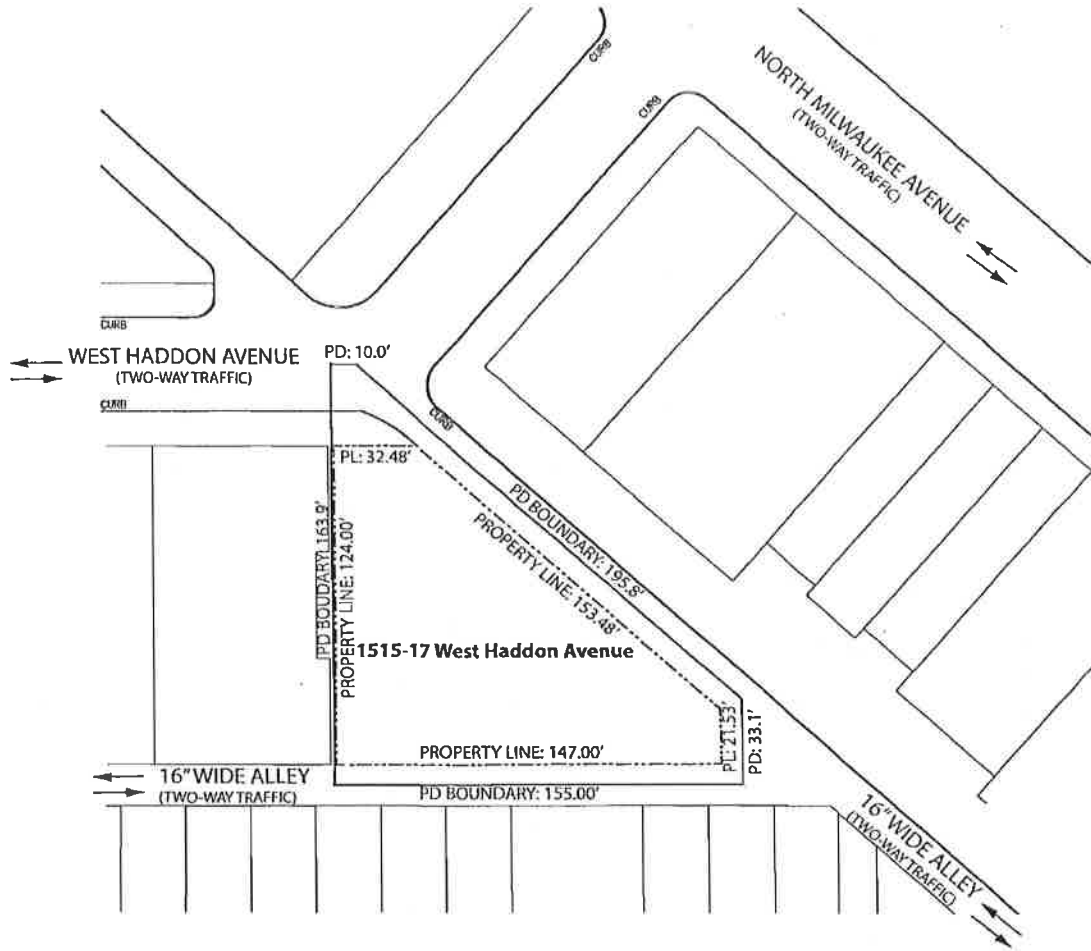 CURB
CURB
NORTH MILWAUKEE AVENUE
(TWO-WAY TRAFFIC)
CURB
WEST HADDON AVENUE
(TWO-WAY TRAFFIC)
PD: 10.0'
CURB
CURB
PL: 32.48'
PD BOUDARY: 163.9'
PROPERTY LINE: 124.00'
PROPERTY LINE: 153.48'
PD BOUNDARY: 195.8'
1515-17 West Haddon Avenue
PL: 21.53'
PD: 33.1'
PROPERTY LINE: 147.00'
16" WIDE ALLEY
(TWO-WAY TRAFFIC)
PD BOUNDARY: 155.00'
16" WIDE ALLEY
(TWO-WAY TRAFFIC)